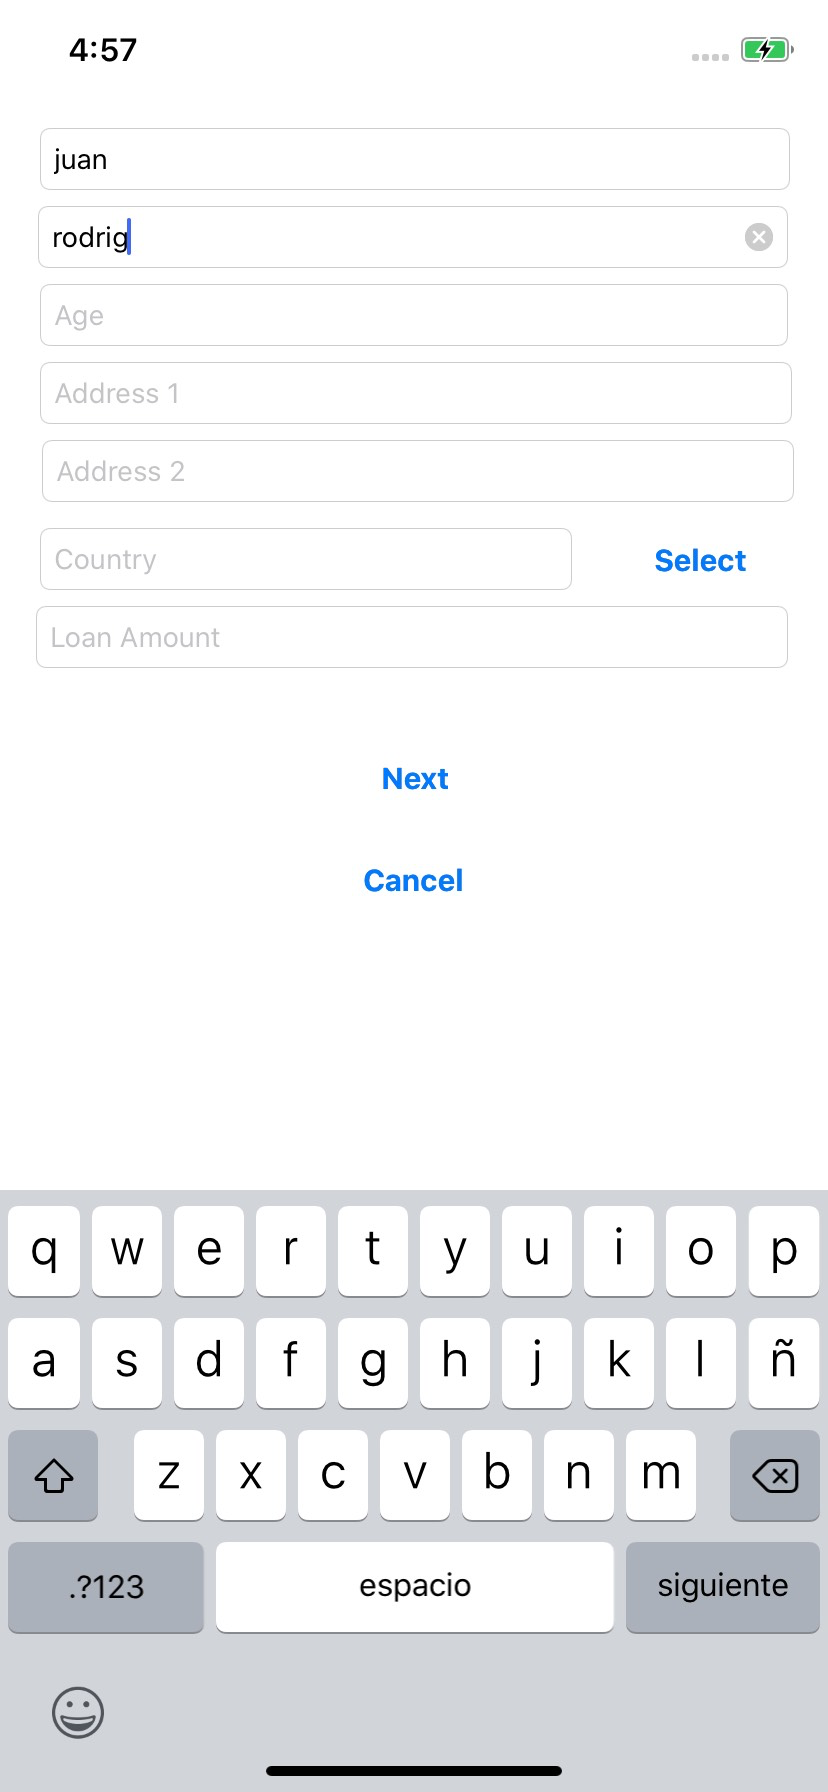 4:57
juan
rodrig
Age
Address 1
Address 2
Country Select
Loan Amount
Next
Cancel
q w e r t y u i o p
a s d f g h j k l ñ
z x c v b n m
.?123 espacio siguiente